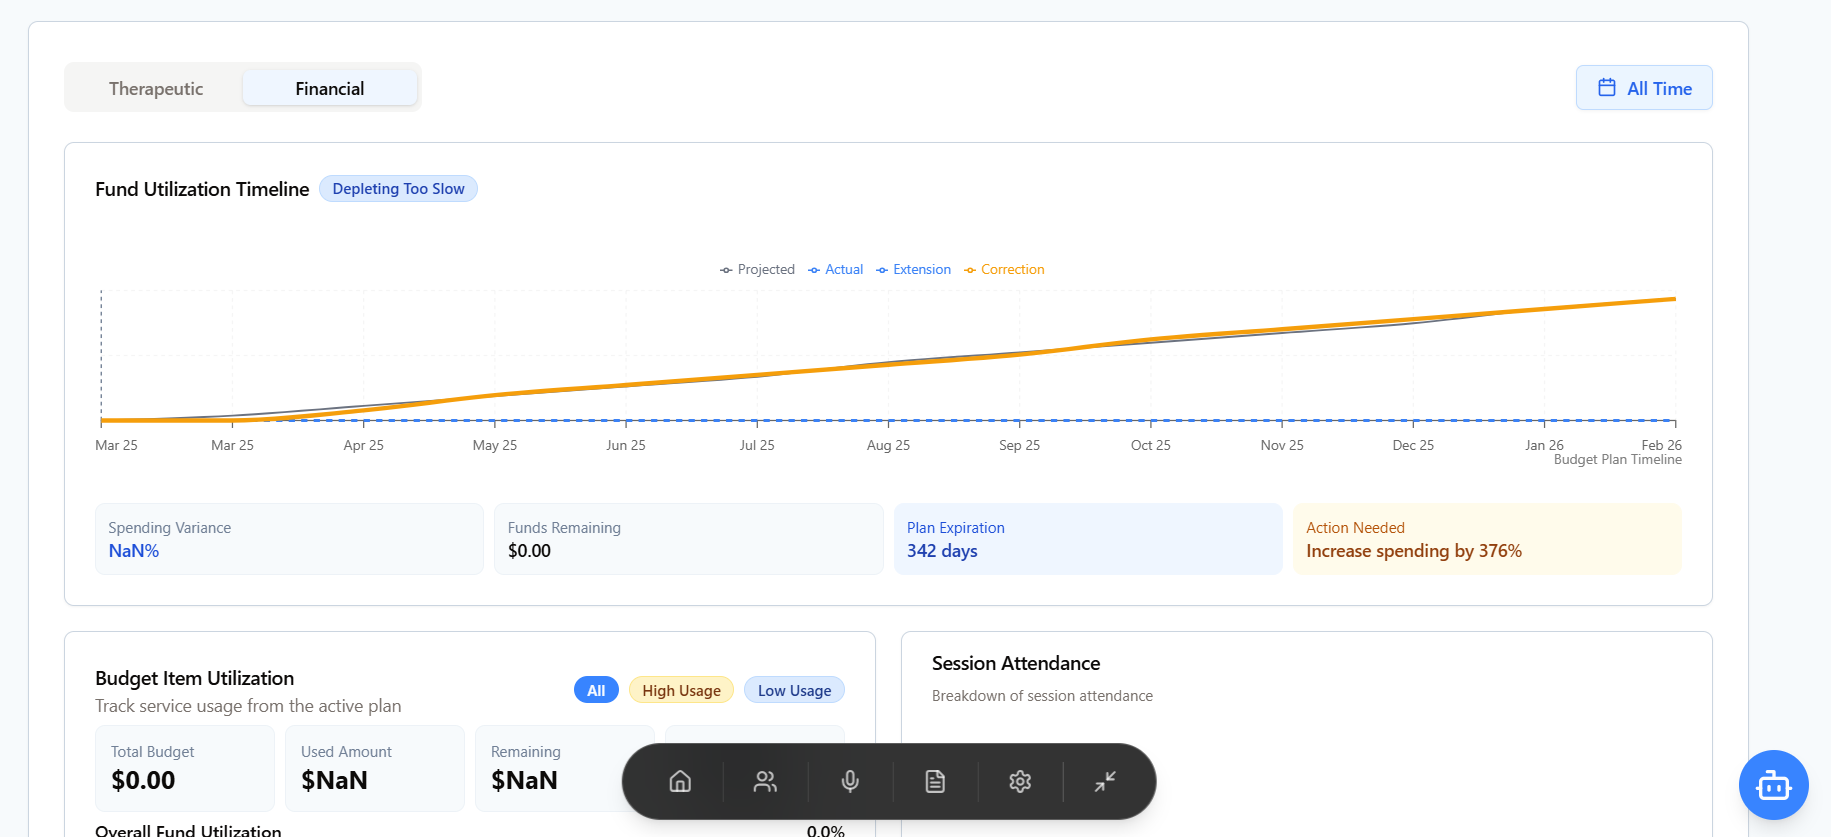 Therapeutic
Financial
All Time
Fund Utilization Timeline
Depleting Too Slow
Projected Actual Extension Correction
Mar 25 Mar 25 Apr 25 May 25 Jun 25 Jul 25 Aug 25 Sep 25 Oct 25 Nov 25 Dec 25 Jan 26 Feb 26
Budget Plan Timeline
Spending Variance
NaN%
Funds Remaining
$0.00
Plan Expiration
342 days
Action Needed
Increase spending by 376%
Budget Item Utilization
Track service usage from the active plan
All
High Usage
Low Usage
Total Budget
$0.00
Used Amount
$NaN
Remaining
$NaN
Overall Fund Utilization
0.0%
Session Attendance
Breakdown of session attendance